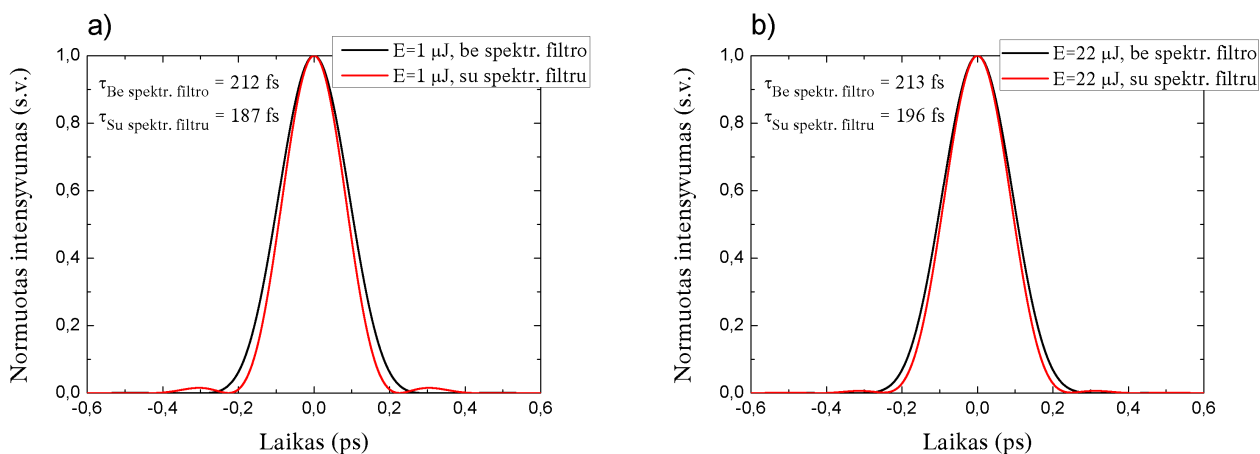 a)
E=1 µJ, be spektr. filtro
E=1 µJ, su spektr. filtru
τBe spektr. filtro = 212 fs
τSu spektr. filtru = 187 fs
Normuotas intensyvumas (s.v.)
1,0
0,8
0,6
0,4
0,2
0,0
-0,6 -0,4 -0,2 0,0 0,2 0,4 0,6
Laikas (ps)
b)
E=22 µJ, be spektr. filtro
E=22 µJ, su spektr. filtru
τBe spektr. filtro = 213 fs
τSu spektr. filtru = 196 fs
Normuotas intensyvumas (s.v.)
1,0
0,8
0,6
0,4
0,2
0,0
-0,6 -0,4 -0,2 0,0 0,2 0,4 0,6
Laikas (ps)